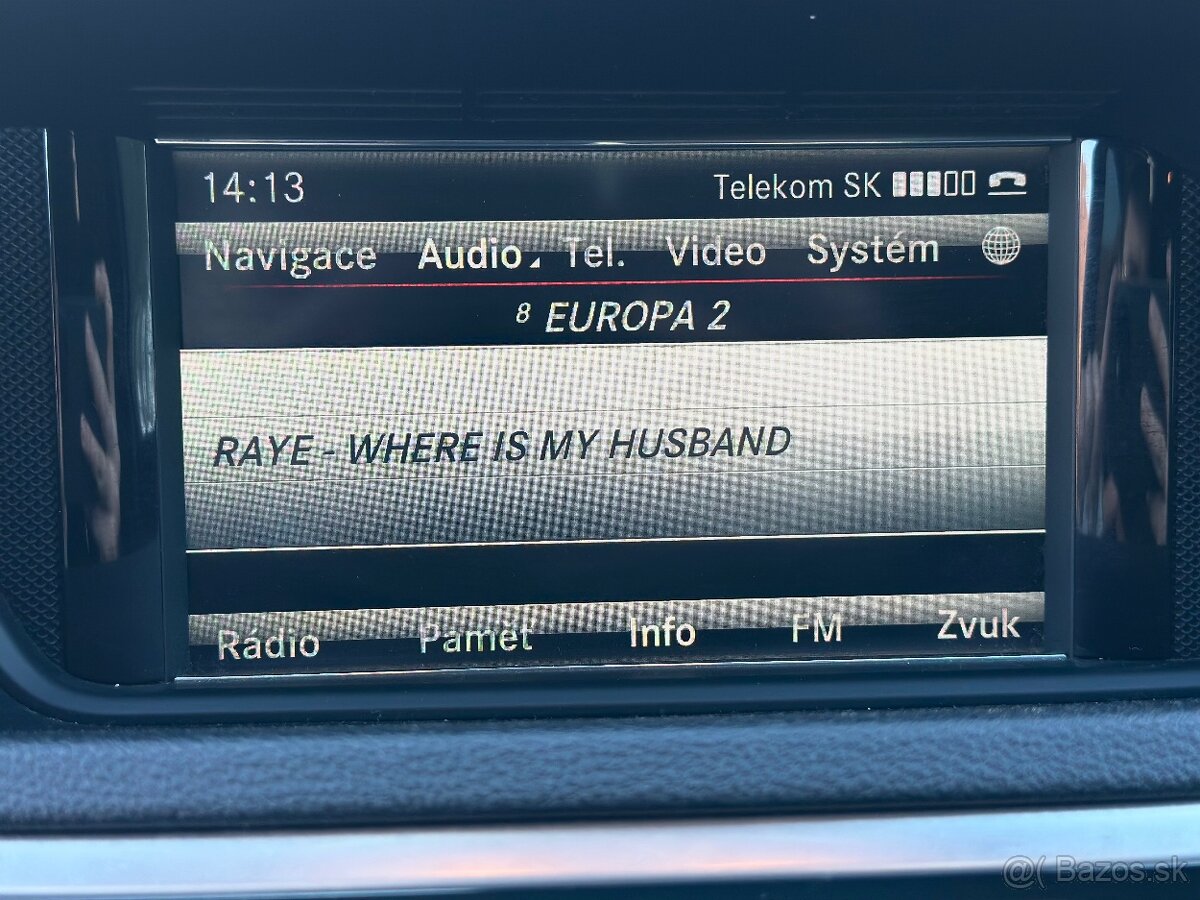 14:13 Telekom SK
Navigace Audio Tel. Video Systém
8 EUROPA 2
RAYE - WHERE IS MY HUSBAND
Rádio Paměť Info FM Zvuk
@( Bazos.sk